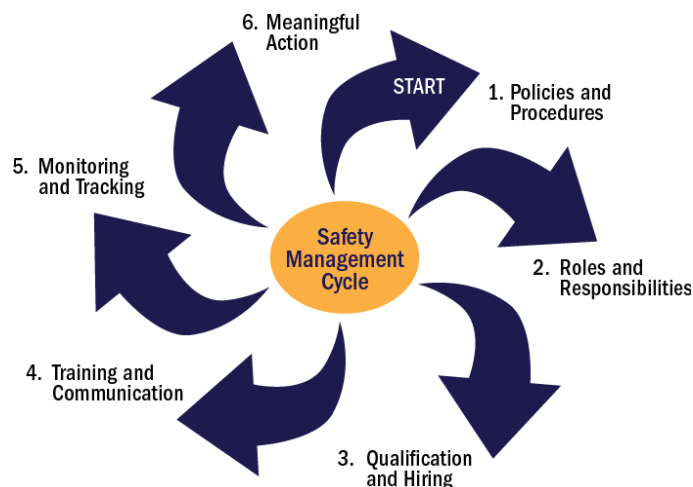 START
1. Policies and
Procedures
2. Roles and
Responsibilities
3. Qualification
and Hiring
4. Training and
Communication
5. Monitoring
and Tracking
6. Meaningful
Action
Safety
Management
Cycle